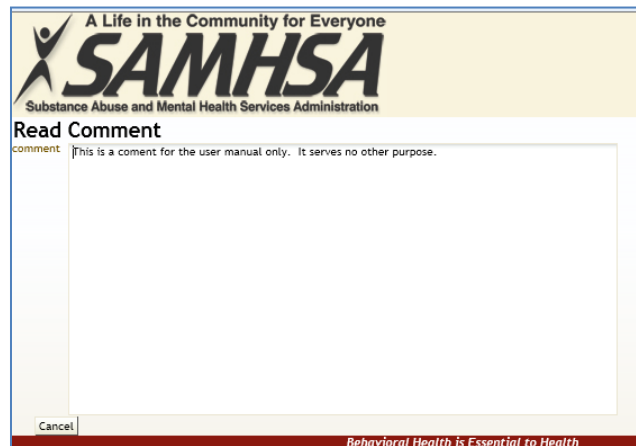 A Life in the Community for Everyone
SAMHSA
Substance Abuse and Mental Health Services Administration
Read Comment
comment
This is a coment for the user manual only. It serves no other purpose.
Cancel
Behavioral Health is Essential to Health